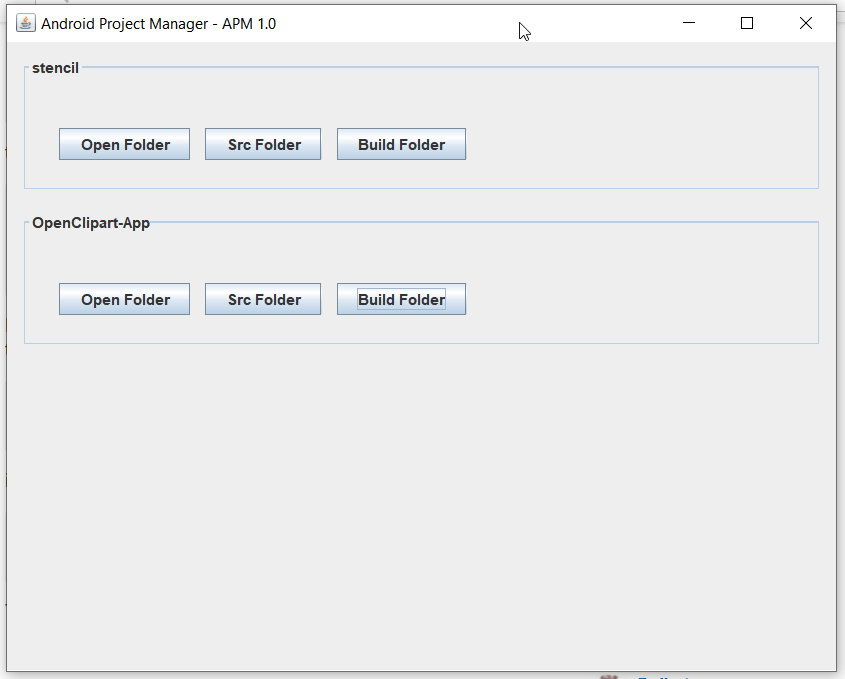 Android Project Manager - APM 1.0
stencil
Open Folder Src Folder Build Folder
OpenClipart-App
Open Folder Src Folder Build Folder